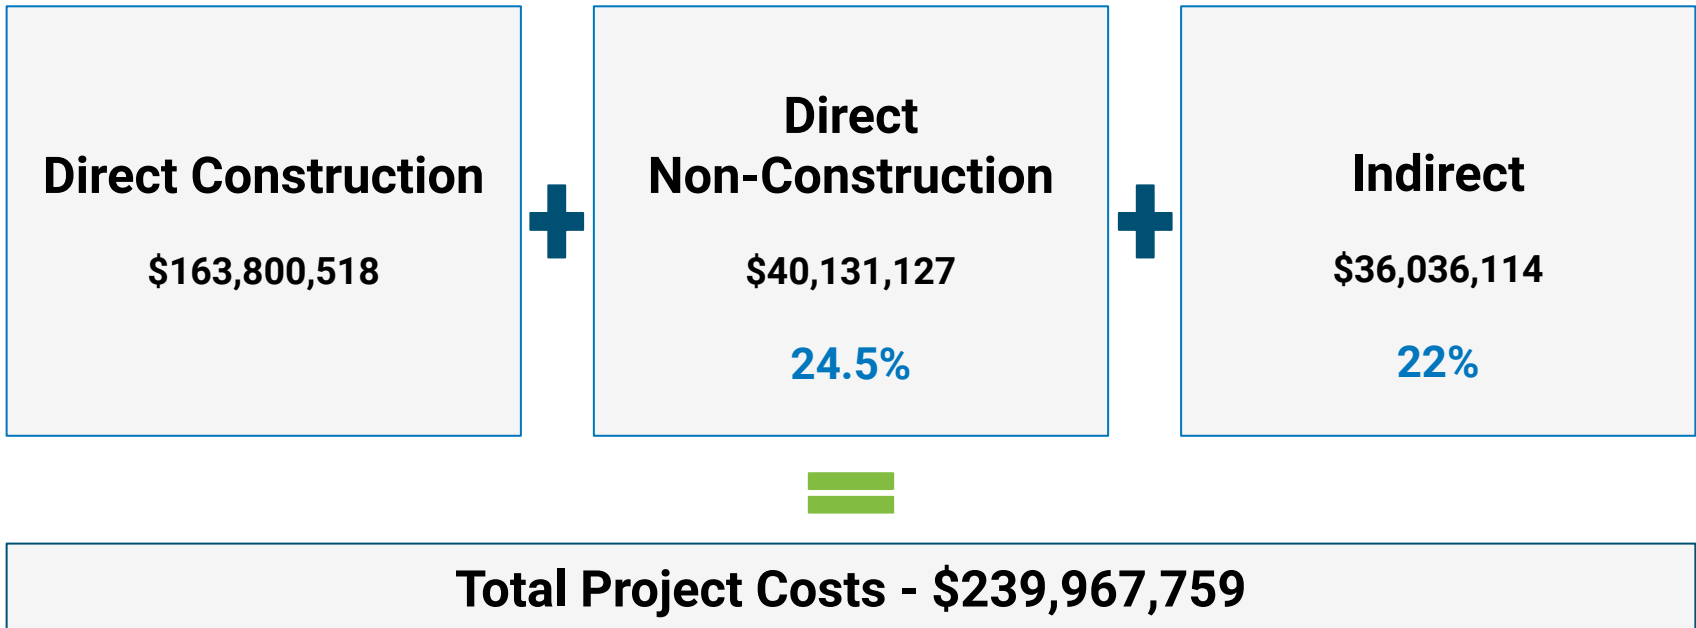 Direct Construction
$163,800,518
Direct
Non-Construction
$40,131,127
24.5%
Indirect
$36,036,114
22%
Total Project Costs - $239,967,759